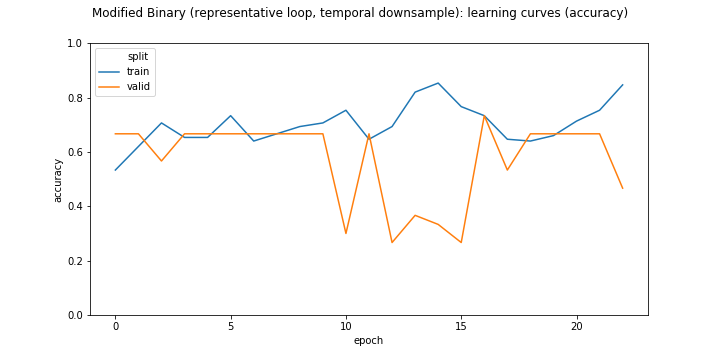 Modified Binary (representative loop, temporal downsample): learning curves (accuracy)
split
train
valid
1.0
0.8
0.6
0.4
0.2
0.0
accuracy
0 5 10 15 20
epoch